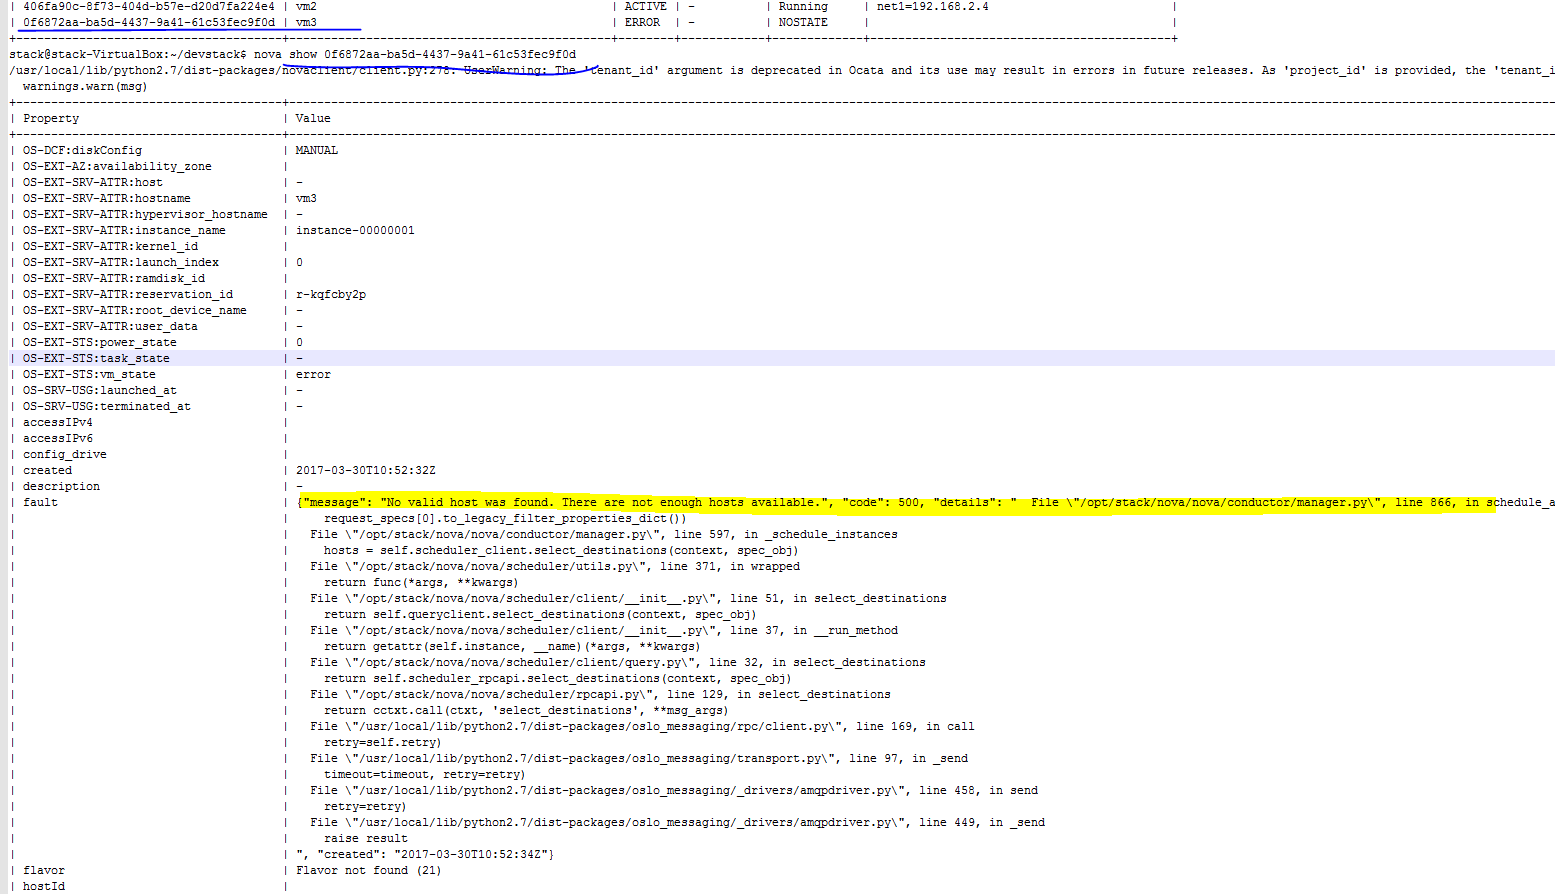 | 406fa90c-8f73-404d-b57e-d20d7fa224e4 | vm2 | ACTIVE | - | Running | net1=192.168.2.4 |
| 0f6872aa-ba5d-4437-9a41-61c53fec9f0d | vm3 | ERROR | - | NOSTATE | |
stack@stack-VirtualBox:~/devstack$ nova show 0f6872aa-ba5d-4437-9a41-61c53fec9f0d
/usr/local/lib/python2.7/dist-packages/novaclient/client.py:278: UserWarning: The 'tenant_id' argument is deprecated in Ocata and its use may result in errors in future releases. As 'project_id' is provided, the 'tenant_i
warnings.warn(msg)
| Property | Value
| OS-DCF:diskConfig | MANUAL
| OS-EXT-AZ:availability_zone |
| OS-EXT-SRV-ATTR:host | -
| OS-EXT-SRV-ATTR:hostname | vm3
| OS-EXT-SRV-ATTR:hypervisor_hostname | -
| OS-EXT-SRV-ATTR:instance_name | instance-00000001
| OS-EXT-SRV-ATTR:kernel_id |
| OS-EXT-SRV-ATTR:launch_index | 0
| OS-EXT-SRV-ATTR:ramdisk_id |
| OS-EXT-SRV-ATTR:reservation_id | r-kqfcby2p
| OS-EXT-SRV-ATTR:root_device_name | -
| OS-EXT-SRV-ATTR:user_data | -
| OS-EXT-STS:power_state | 0
| OS-EXT-STS:task_state | -
| OS-EXT-STS:vm_state | error
| OS-SRV-USG:launched_at | -
| OS-SRV-USG:terminated_at | -
| accessIPv4 |
| accessIPv6 |
| config_drive |
| created | 2017-03-30T10:52:32Z
| description | -
| fault | {"message": "No valid host was found. There are not enough hosts available.", "code": 500, "details": " File \"/opt/stack/nova/nova/conductor/manager.py\", line 866, in schedule_a
| | request_specs[0].to_legacy_filter_properties_dict())
| | File \"/opt/stack/nova/nova/conductor/manager.py\", line 597, in _schedule_instances
| | hosts = self.scheduler_client.select_destinations(context, spec_obj)
| | File \"/opt/stack/nova/nova/scheduler/utils.py\", line 371, in wrapped
| | return func(*args, **kwargs)
| | File \"/opt/stack/nova/nova/scheduler/client/__init__.py\", line 51, in select_destinations
| | return self.queryclient.select_destinations(context, spec_obj)
| | File \"/opt/stack/nova/nova/scheduler/client/__init__.py\", line 37, in __run_method
| | return getattr(self.instance, __name)(*args, **kwargs)
| | File \"/opt/stack/nova/nova/scheduler/client/query.py\", line 32, in select_destinations
| | return self.scheduler_rpcapi.select_destinations(context, spec_obj)
| | File \"/opt/stack/nova/nova/scheduler/rpcapi.py\", line 129, in select_destinations
| | return cctxt.call(ctxt, 'select_destinations', **msg_args)
| | File \"/usr/local/lib/python2.7/dist-packages/oslo_messaging/rpc/client.py\", line 169, in call
| | retry=self.retry)
| | File \"/usr/local/lib/python2.7/dist-packages/oslo_messaging/transport.py\", line 97, in _send
| | timeout=timeout, retry=retry)
| | File \"/usr/local/lib/python2.7/dist-packages/oslo_messaging/_drivers/amqpdriver.py\", line 458, in send
| | retry=retry)
| | File \"/usr/local/lib/python2.7/dist-packages/oslo_messaging/_drivers/amqpdriver.py\", line 449, in _send
| | raise result
| | ", "created": "2017-03-30T10:52:34Z"}
| flavor | Flavor not found (21)
| hostId |